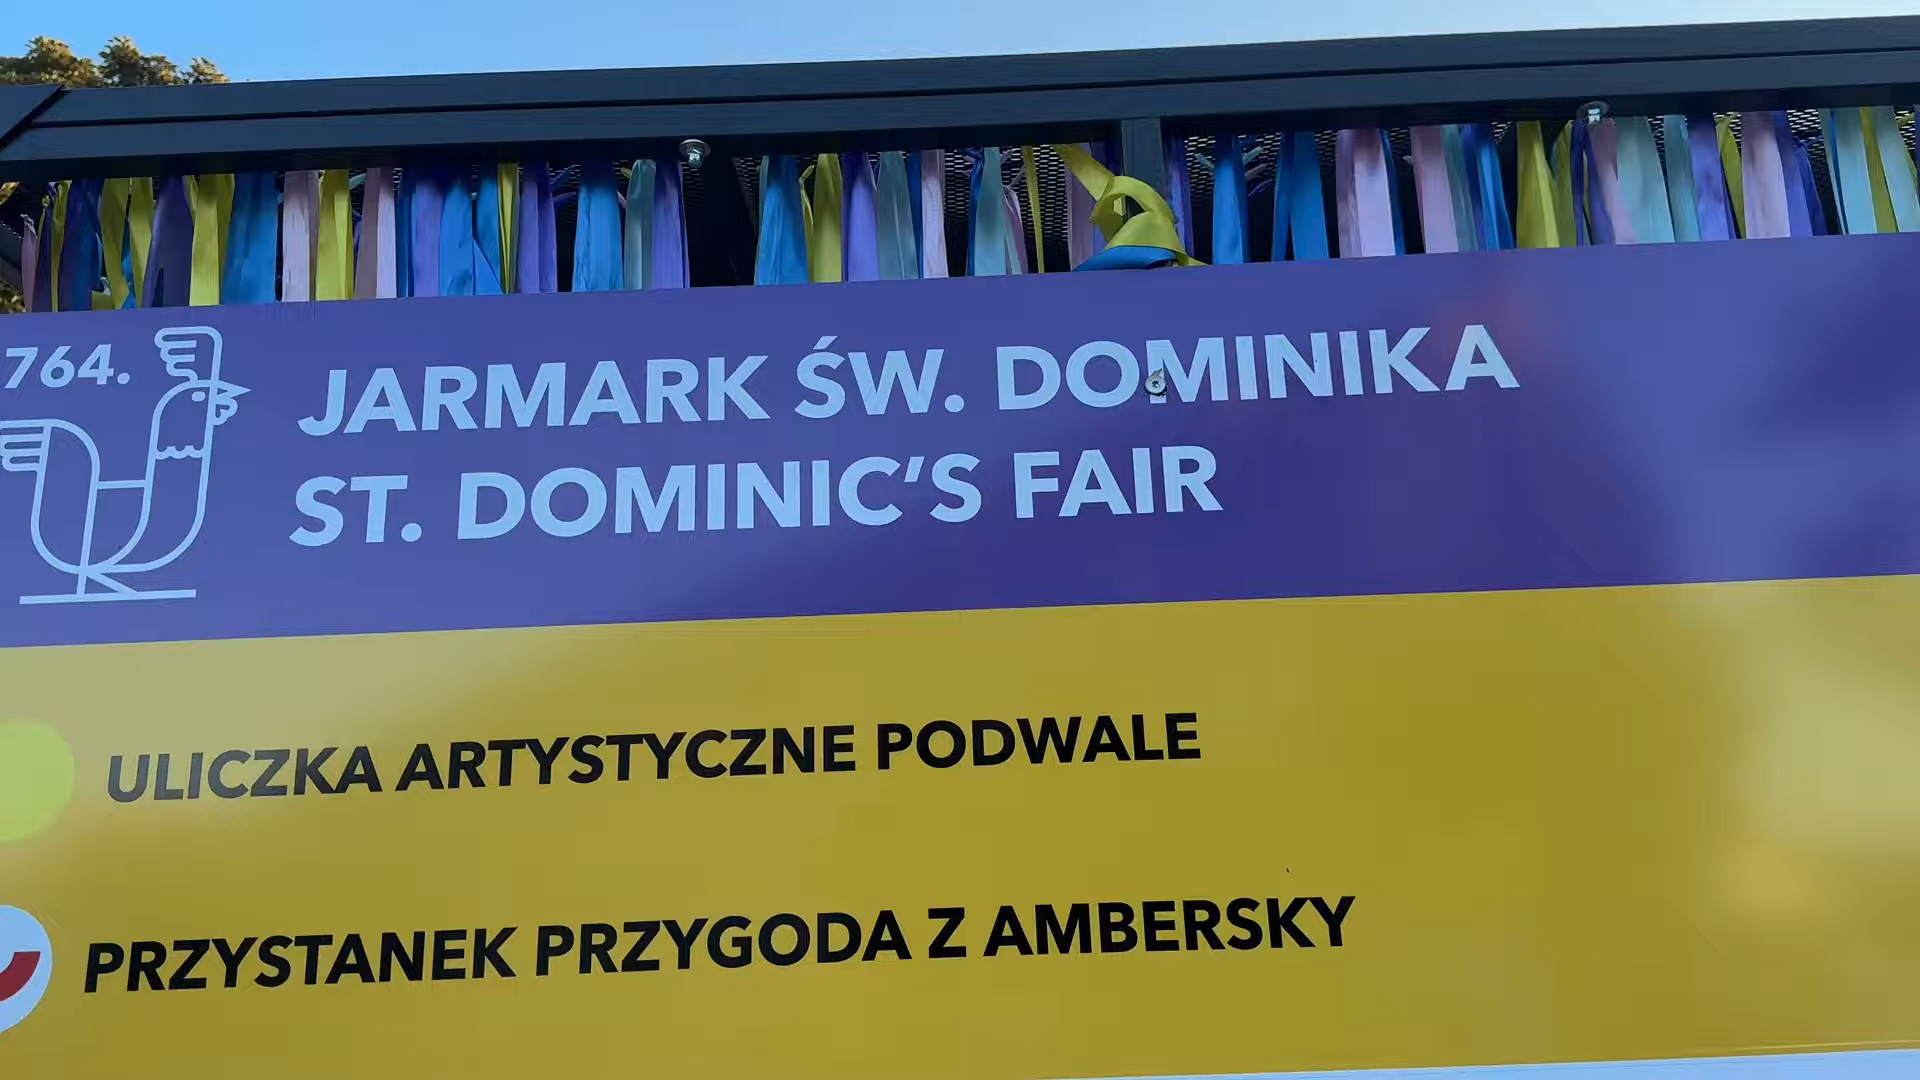 764.
JARMARK ŚW. DOMINIKA
ST. DOMINIC'S FAIR
ULICZKA ARTYSTYCZNE PODWALE
PRZYSTANEK PRZYGODA Z AMBERSKY